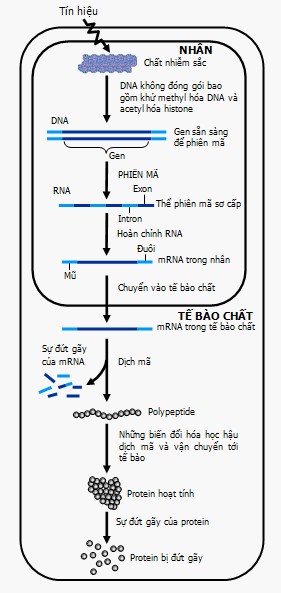 Tín hiệu
NHÂN
Chất nhiễm sắc
DNA không đóng gói bao
gồm khử methyl hóa DNA và
acetyl hóa histone
DNA
Gen sẵn sàng
để phiên mã
Gen
PHIÊN MÃ
Exon
RNA
Thể phiên mã sơ cấp
Intron
Hoàn chỉnh RNA
Đuôi
mRNA trong nhân
Mũ
Chuyển vào tế bào chất
TẾ BÀO CHẤT
mRNA trong tế bào chất
Sự đứt gãy
của mRNA
Dịch mã
Polypeptide
Những biến đổi hóa học hậu
dịch mã và vận chuyển tới
tế bào
Protein hoạt tính
Sự đứt gãy của protein
Protein bị đứt gãy